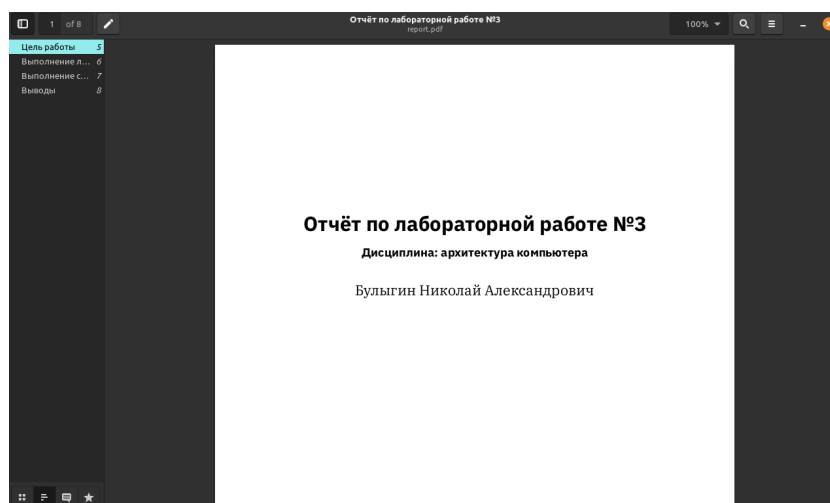 1 of 8
Отчёт по лабораторной работе №3
report.pdf
100%
Цель работы 5
Выполнение л... 6
Выполнение с... 7
Выводы 8
Отчёт по лабораторной работе №3
Дисциплина: архитектура компьютера
Булыгин Николай Александрович